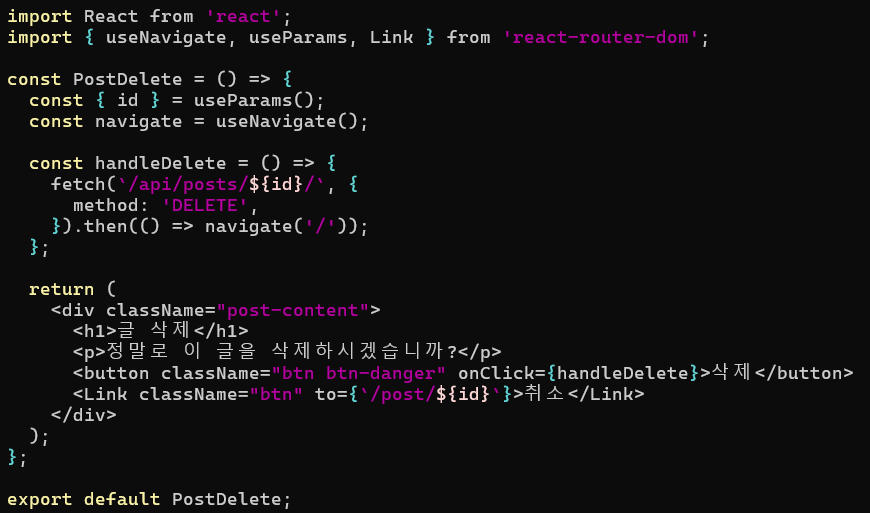 import React from 'react';
import { useNavigate, useParams, Link } from 'react-router-dom';

const PostDelete = () => {
  const { id } = useParams();
  const navigate = useNavigate();

  const handleDelete = () => {
    fetch(`/api/posts/${id}/`, {
      method: 'DELETE',
    }).then(() => navigate('/'));
  };

  return (
    <div className="post-content">
      <h1>글 삭제</h1>
      <p>정말로 이 글을 삭제하시겠습니까?</p>
      <button className="btn btn-danger" onClick={handleDelete}>삭제</button>
      <Link className="btn" to={`/post/${id}`}>취소</Link>
    </div>
  );
};

export default PostDelete;